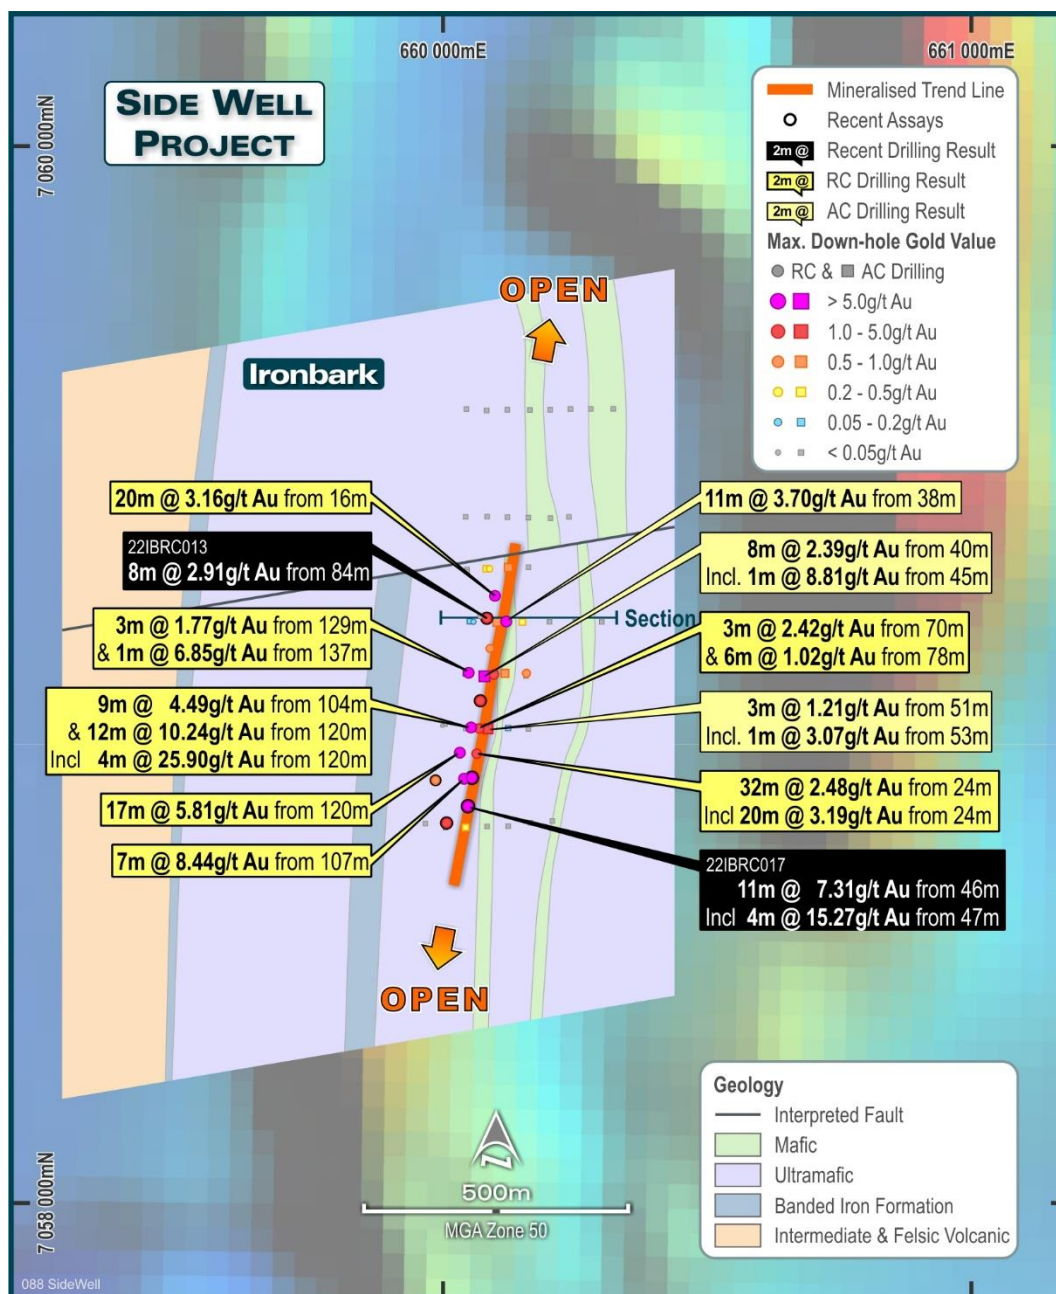 660 000mE
661 000mE
7 060 000mN
SIDE WELL
PROJECT
Mineralised Trend Line
Recent Assays
2m @ Recent Drilling Result
2m @ RC Drilling Result
2m @ AC Drilling Result
Max. Down-hole Gold Value
RC & AC Drilling
> 5.0g/t Au
1.0 - 5.0g/t Au
0.5 - 1.0g/t Au
0.2 - 0.5g/t Au
0.05 - 0.2g/t Au
< 0.05g/t Au
OPEN
Ironbark
20m @ 3.16g/t Au from 16m
22IBRC013
8m @ 2.91g/t Au from 84m
3m @ 1.77g/t Au from 129m
& 1m @ 6.85g/t Au from 137m
9m @ 4.49g/t Au from 104m
& 12m @ 10.24g/t Au from 120m
Incl 4m @ 25.90g/t Au from 120m
17m @ 5.81g/t Au from 120m
7m @ 8.44g/t Au from 107m
11m @ 3.70g/t Au from 38m
8m @ 2.39g/t Au from 40m
Incl. 1m @ 8.81g/t Au from 45m
Section
3m @ 2.42g/t Au from 70m
& 6m @ 1.02g/t Au from 78m
3m @ 1.21g/t Au from 51m
Incl. 1m @ 3.07g/t Au from 53m
32m @ 2.48g/t Au from 24m
Incl 20m @ 3.19g/t Au from 24m
22IBRC017
11m @ 7.31g/t Au from 46m
Incl 4m @ 15.27g/t Au from 47m
OPEN
Geology
Interpreted Fault
Mafic
Ultramafic
Banded Iron Formation
Intermediate & Felsic Volcanic
N
500m
MGA Zone 50
7 058 000mN
088 SideWell